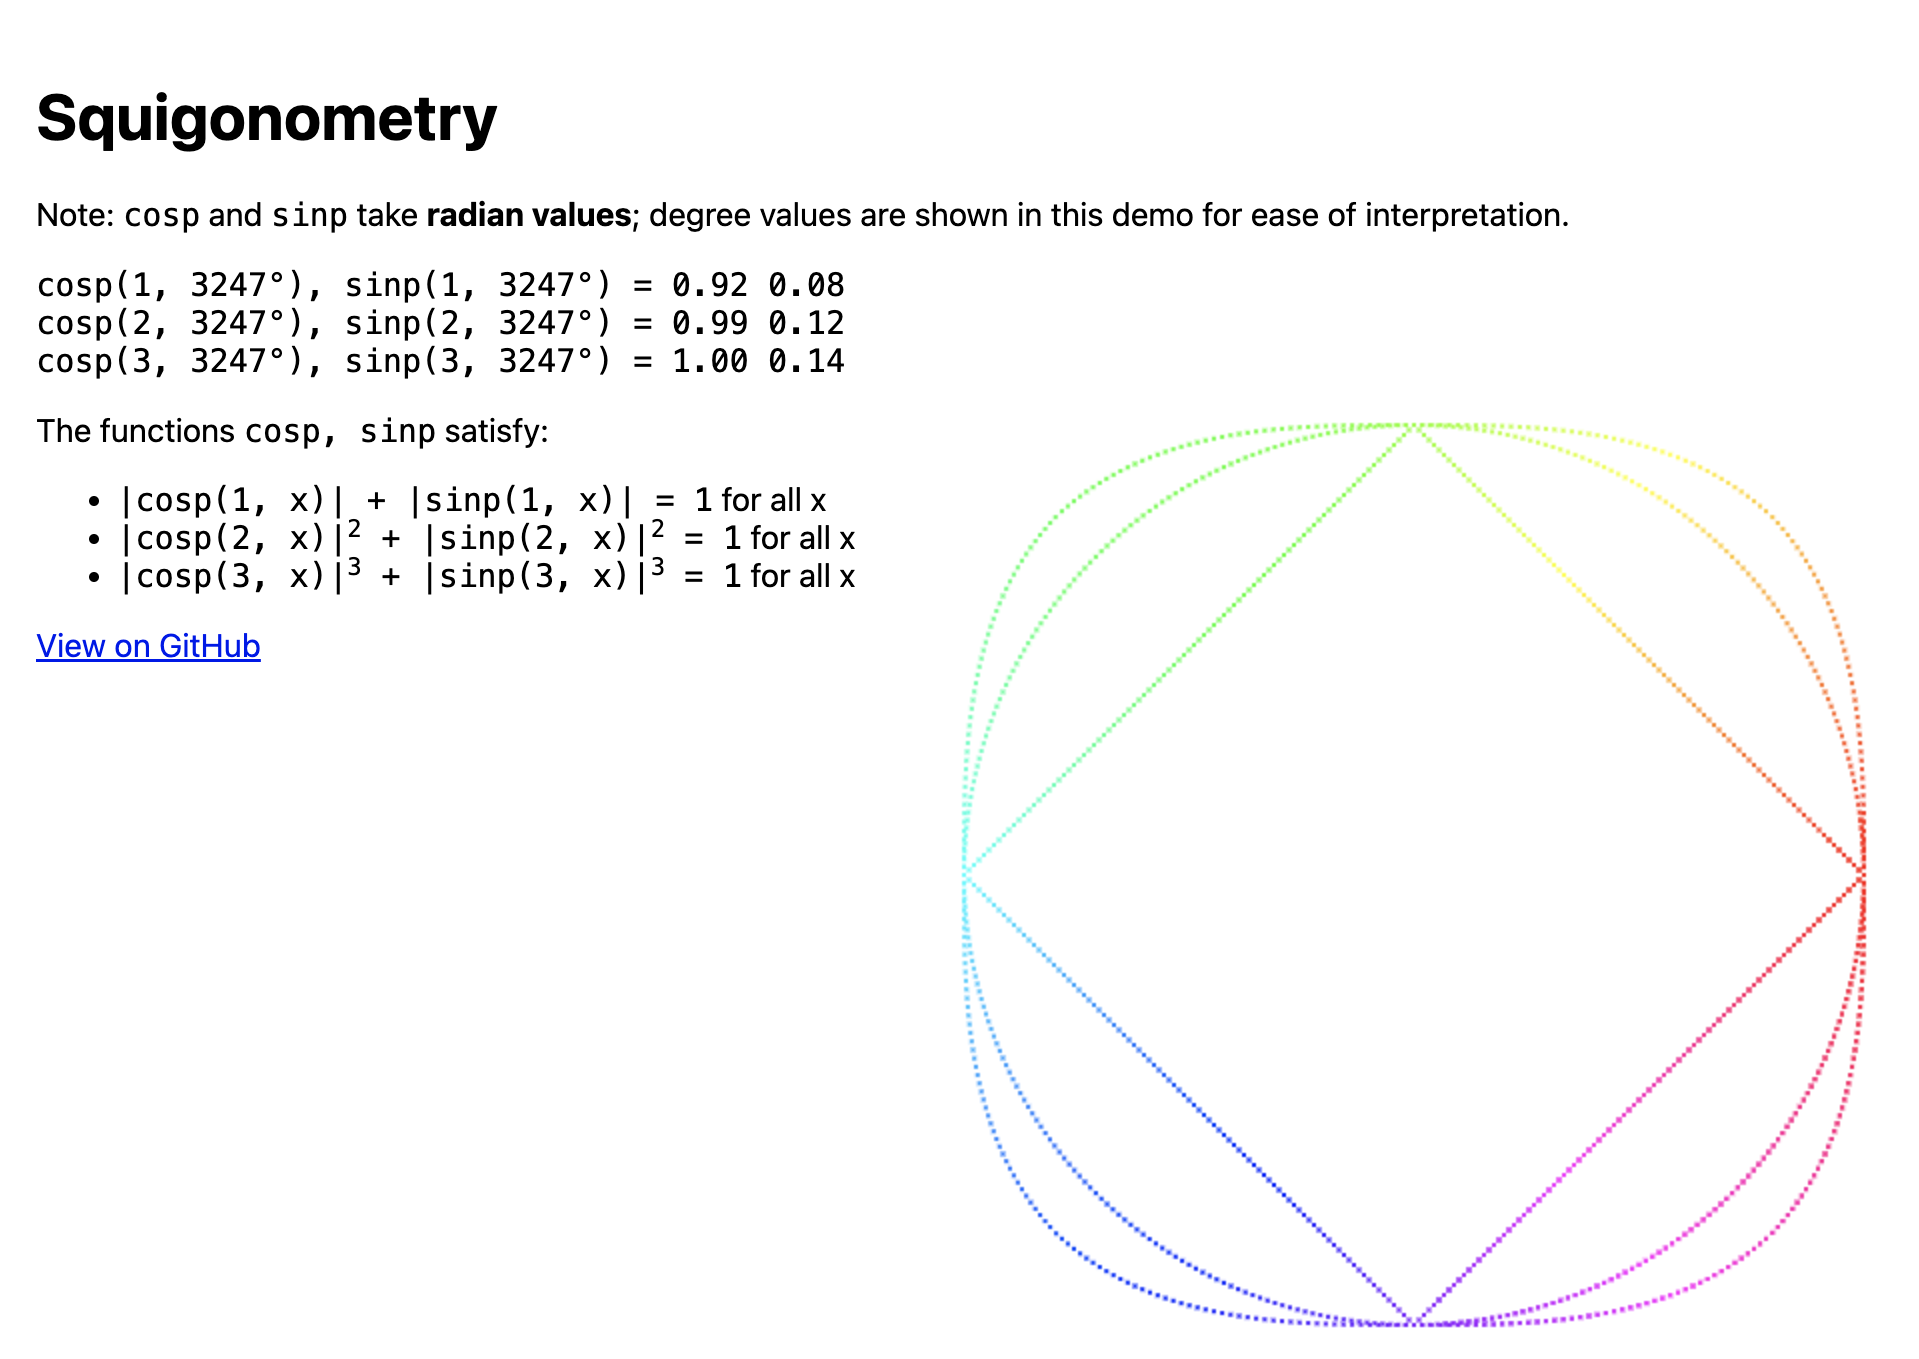 Squigonometry
Note: cosp and sinp take radian values; degree values are shown in this demo for ease of interpretation.
cosp(1, 3247°), sinp(1, 3247°) = 0.92 0.08
cosp(2, 3247°), sinp(2, 3247°) = 0.99 0.12
cosp(3, 3247°), sinp(3, 3247°) = 1.00 0.14
The functions cosp, sinp satisfy:
• |cosp(1, x)| + |sinp(1, x)| = 1 for all x
• |cosp(2, x)|² + |sinp(2, x)|² = 1 for all x
• |cosp(3, x)|³ + |sinp(3, x)|³ = 1 for all x
View on GitHub